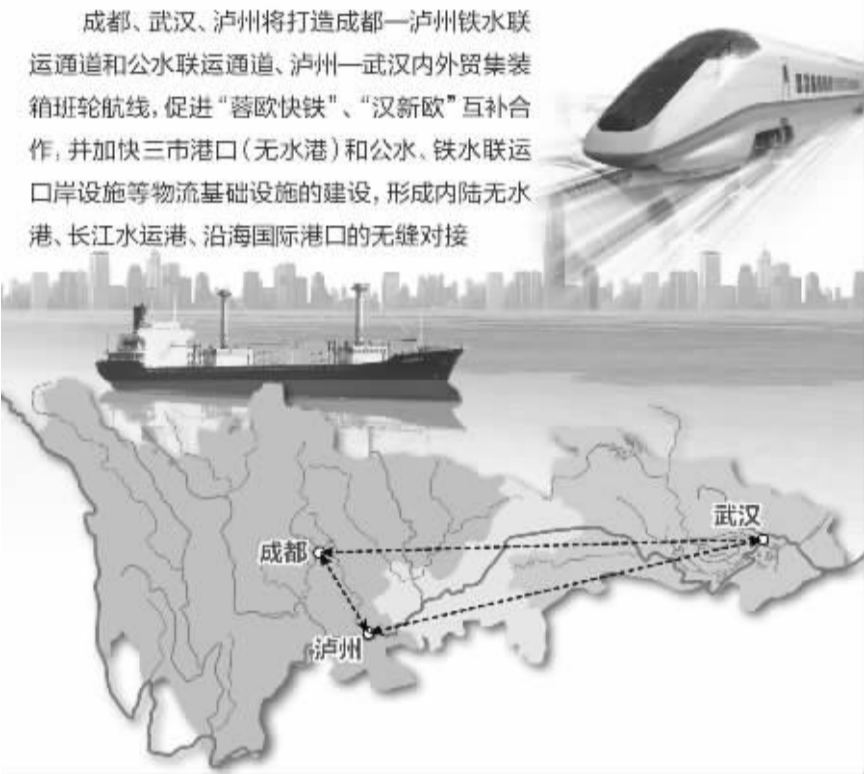 成都、武汉、泸州将打造成都—泸州铁水联
运通道和公水联运通道、泸州—武汉内外贸集装
箱班轮航线，促进“蓉欧快铁”、“汉新欧”互补合
作，并加快三市港口（无水港）和公水、铁水联运
口岸设施等物流基础设施的建设，形成内陆无水
港、长江水运港、沿海国际港口的无缝对接
武汉
成都
泸州